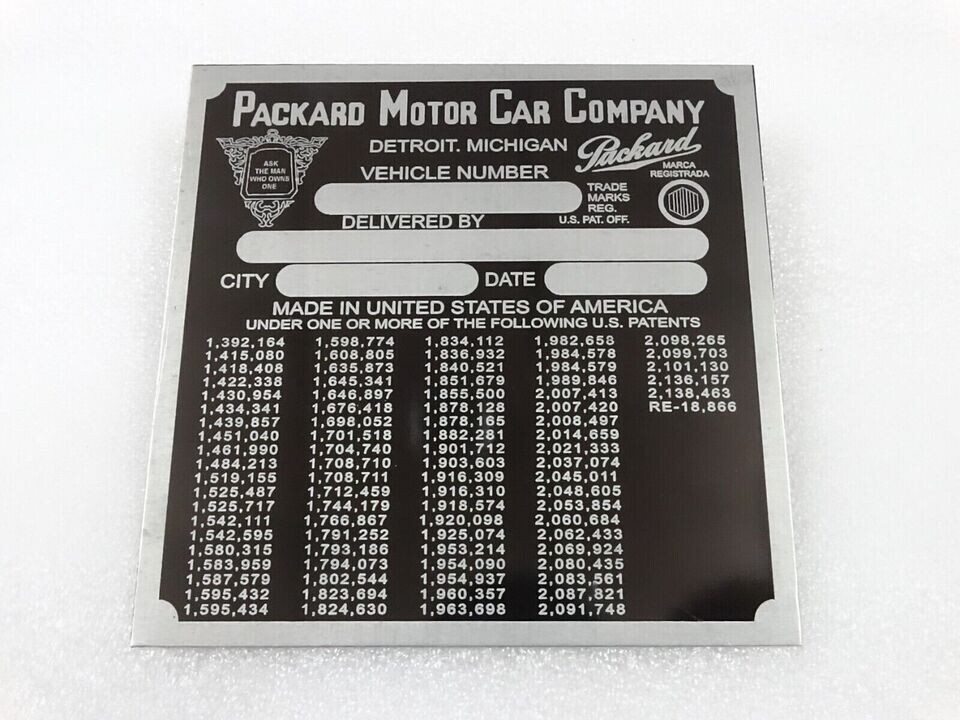 PACKARD MOTOR CAR COMPANY
DETROIT. MICHIGAN
Packard
MARCA
REGISTRADA
ASK
THE MAN
WHO OWNS
ONE
VEHICLE NUMBER
TRADE
MARKS
REG.
U.S. PAT. OFF.
DELIVERED BY
CITY DATE
MADE IN UNITED STATES OF AMERICA
UNDER ONE OR MORE OF THE FOLLOWING U.S. PATENTS
1,392,164 1,598,774 1,834,112 1,982,658 2,098,265
1,415,080 1,608,805 1,836,932 1,984,578 2,099,703
1,418,408 1,635,873 1,840,521 1,984,579 2,101,130
1,422,338 1,645,341 1,851,679 1,989,846 2,136,157
1,430,954 1,646,897 1,855,500 2,007,413 2,138,463
1,434,341 1,676,418 1,878,128 2,007,420 RE-18,866
1,439,857 1,698,052 1,878,165 2,008,497
1,451,040 1,701,518 1,882,281 2,014,659
1,461,990 1,704,740 1,901,712 2,021,333
1,484,213 1,708,710 1,903,603 2,037,074
1,519,155 1,708,711 1,916,309 2,045,011
1,525,487 1,712,459 1,916,310 2,048,605
1,525,717 1,744,179 1,918,574 2,053,854
1,542,111 1,766,867 1,920,098 2,060,684
1,542,595 1,791,252 1,925,074 2,062,433
1,580,315 1,793,186 1,953,214 2,069,924
1,583,959 1,794,073 1,954,090 2,080,435
1,587,579 1,802,544 1,954,937 2,083,561
1,595,432 1,823,694 1,960,357 2,087,821
1,595,434 1,824,630 1,963,698 2,091,748